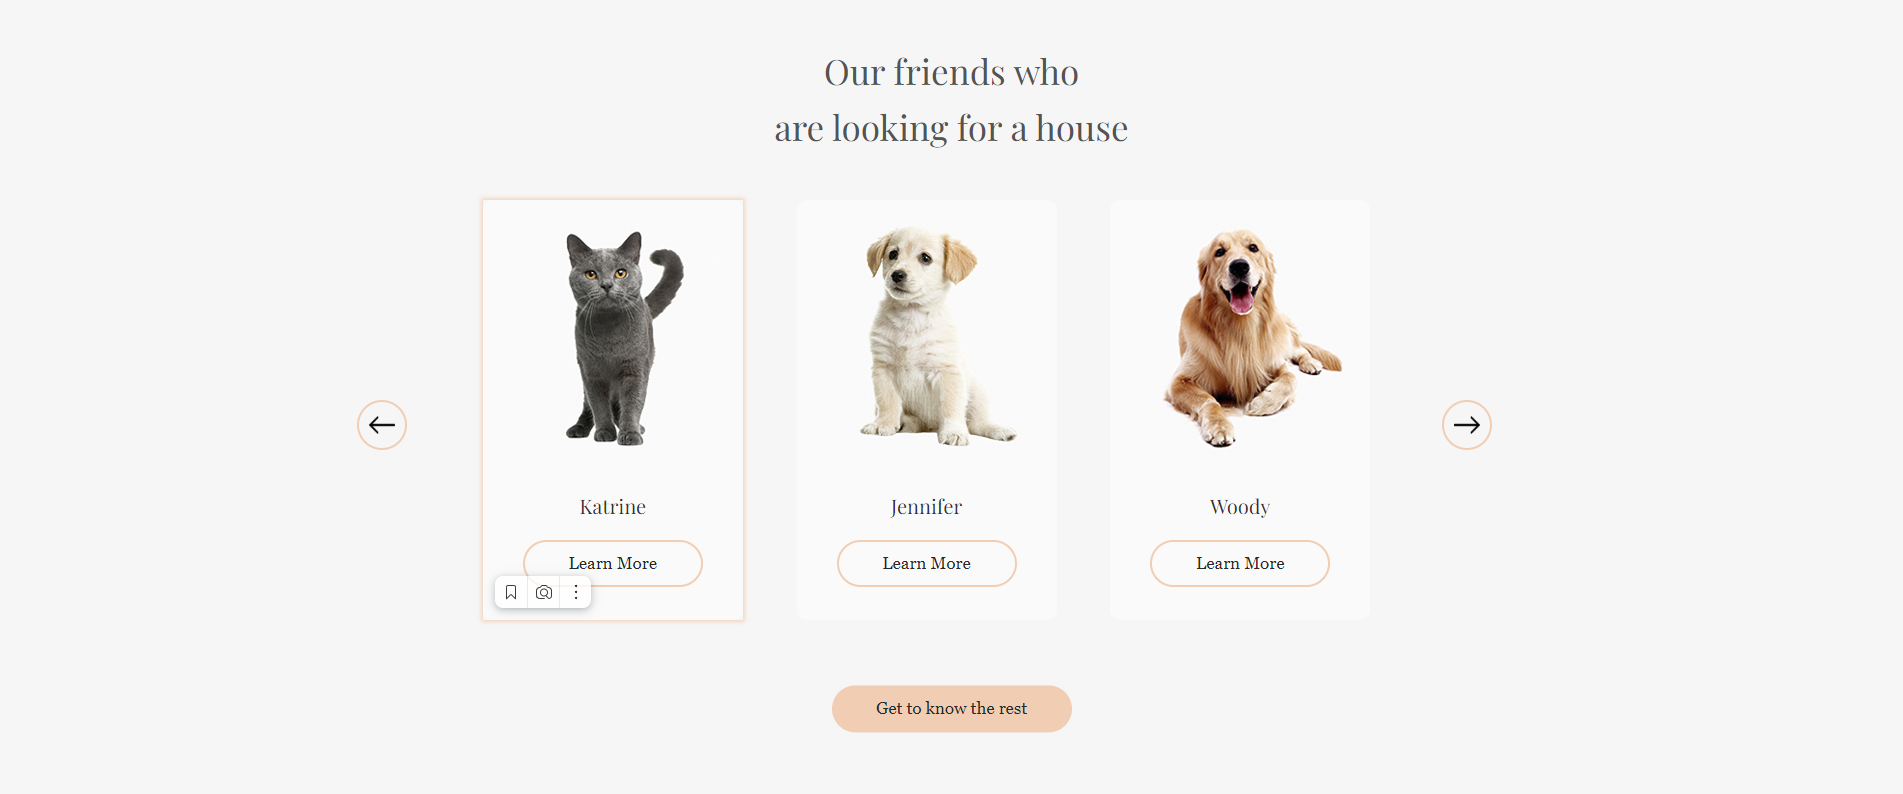 Our friends who
are looking for a house
Katrine
Jennifer
Woody
Learn More
Learn More
Learn More
Get to know the rest